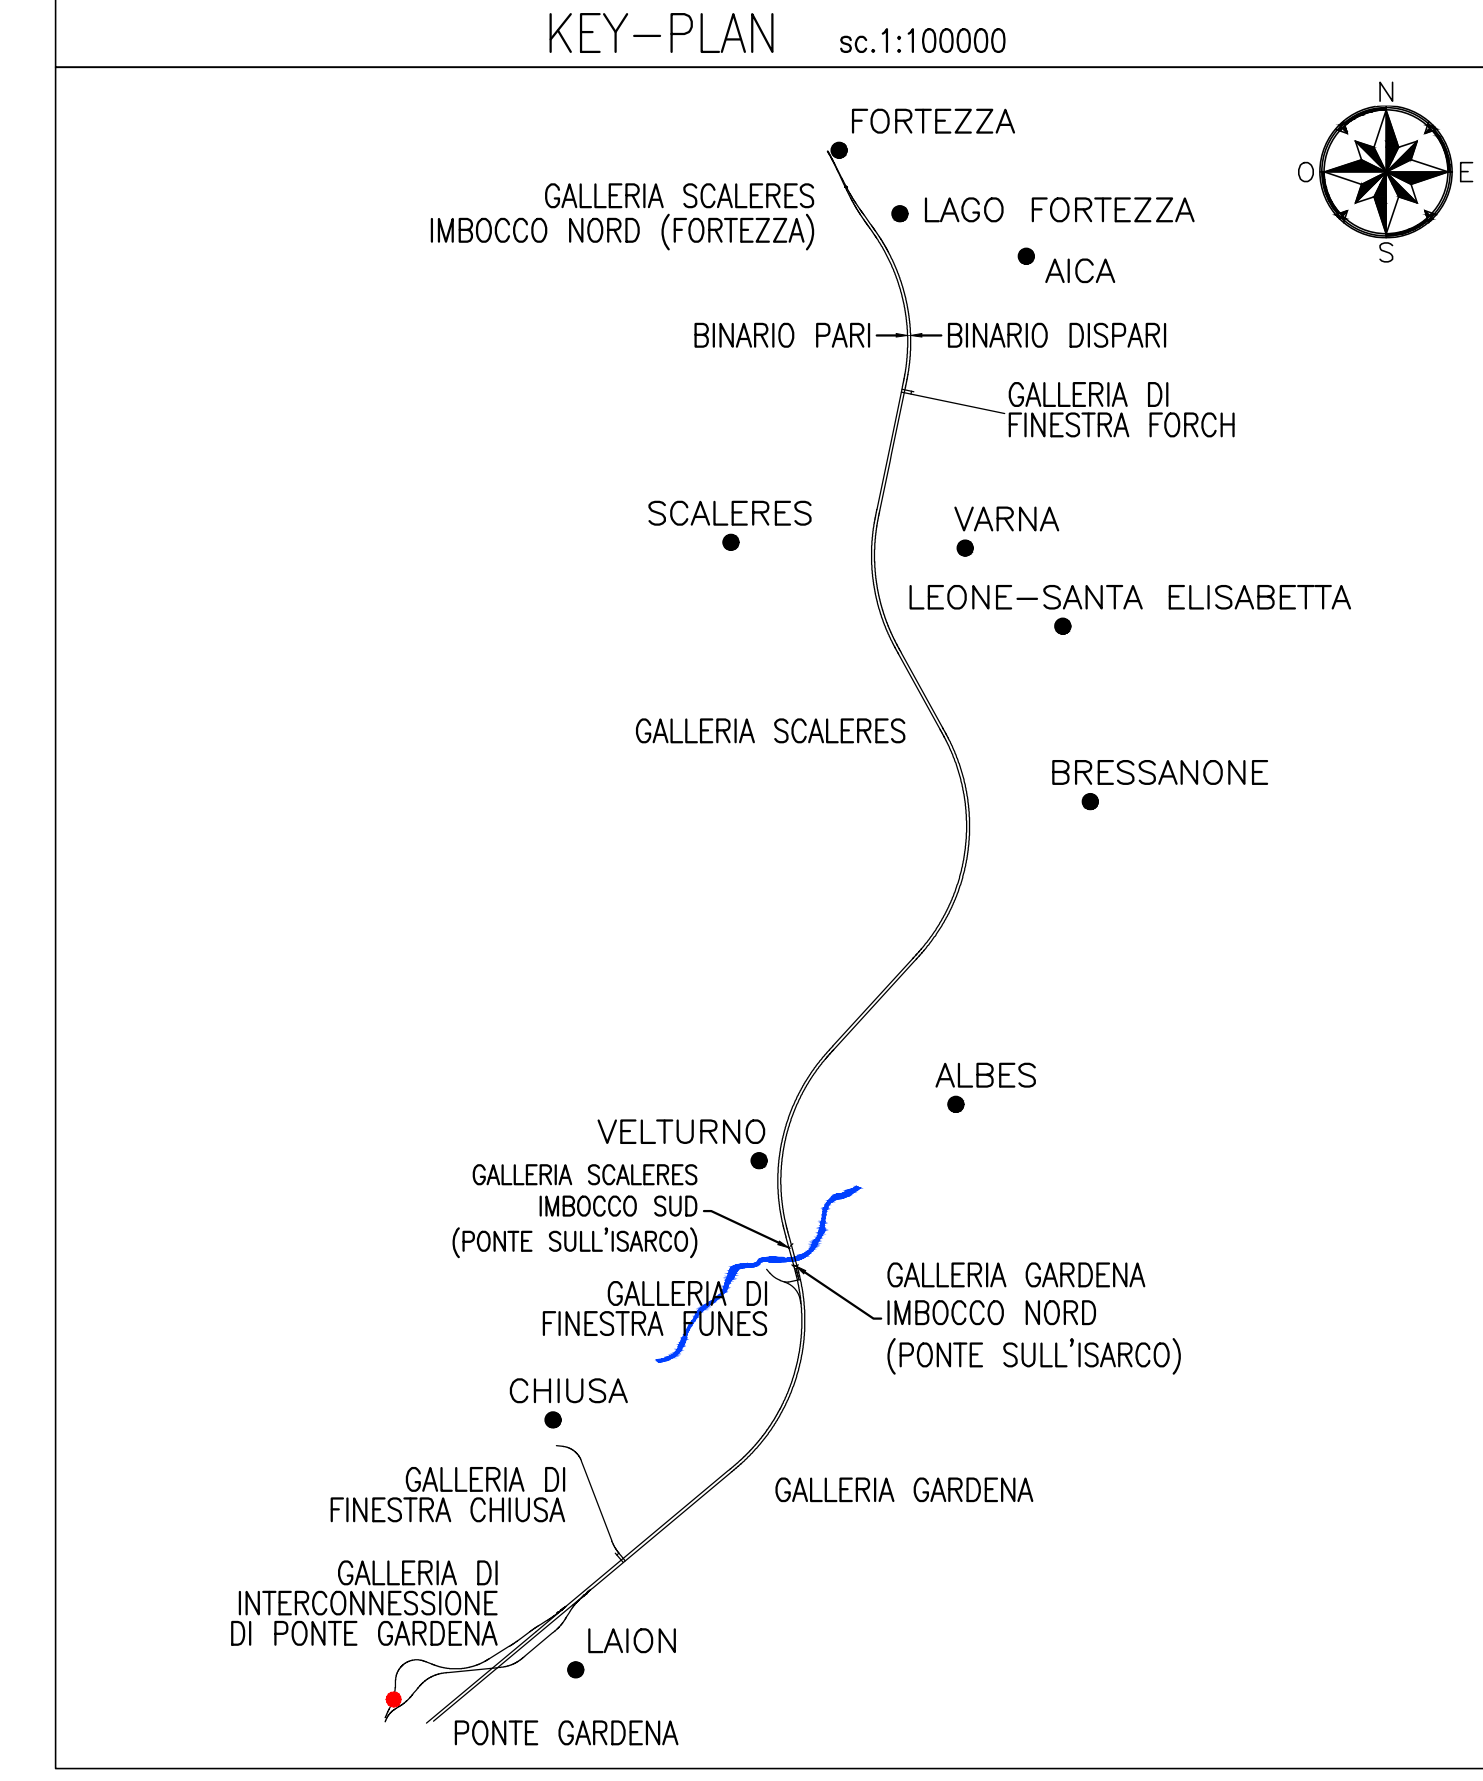 KEY-PLAN sc.1:100000
N
O E
S
FORTEZZA
GALLERIA SCALERES
IMBOCCO NORD (FORTEZZA)
LAGO FORTEZZA
AICA
BINARIO PARI BINARIO DISPARI
GALLERIA DI
FINESTRA FORCH
SCALERES
VARNA
LEONE-SANTA ELISABETTA
GALLERIA SCALERES
BRESSANONE
ALBES
VELTURNO
GALLERIA SCALERES
IMBOCCO SUD
(PONTE SULL'ISARCO)
GALLERIA DI
FINESTRA FUNES
GALLERIA GARDENA
IMBOCCO NORD
(PONTE SULL'ISARCO)
CHIUSA
GALLERIA DI
FINESTRA CHIUSA
GALLERIA GARDENA
GALLERIA DI
INTERCONNESSIONE
DI PONTE GARDENA
LAION
PONTE GARDENA